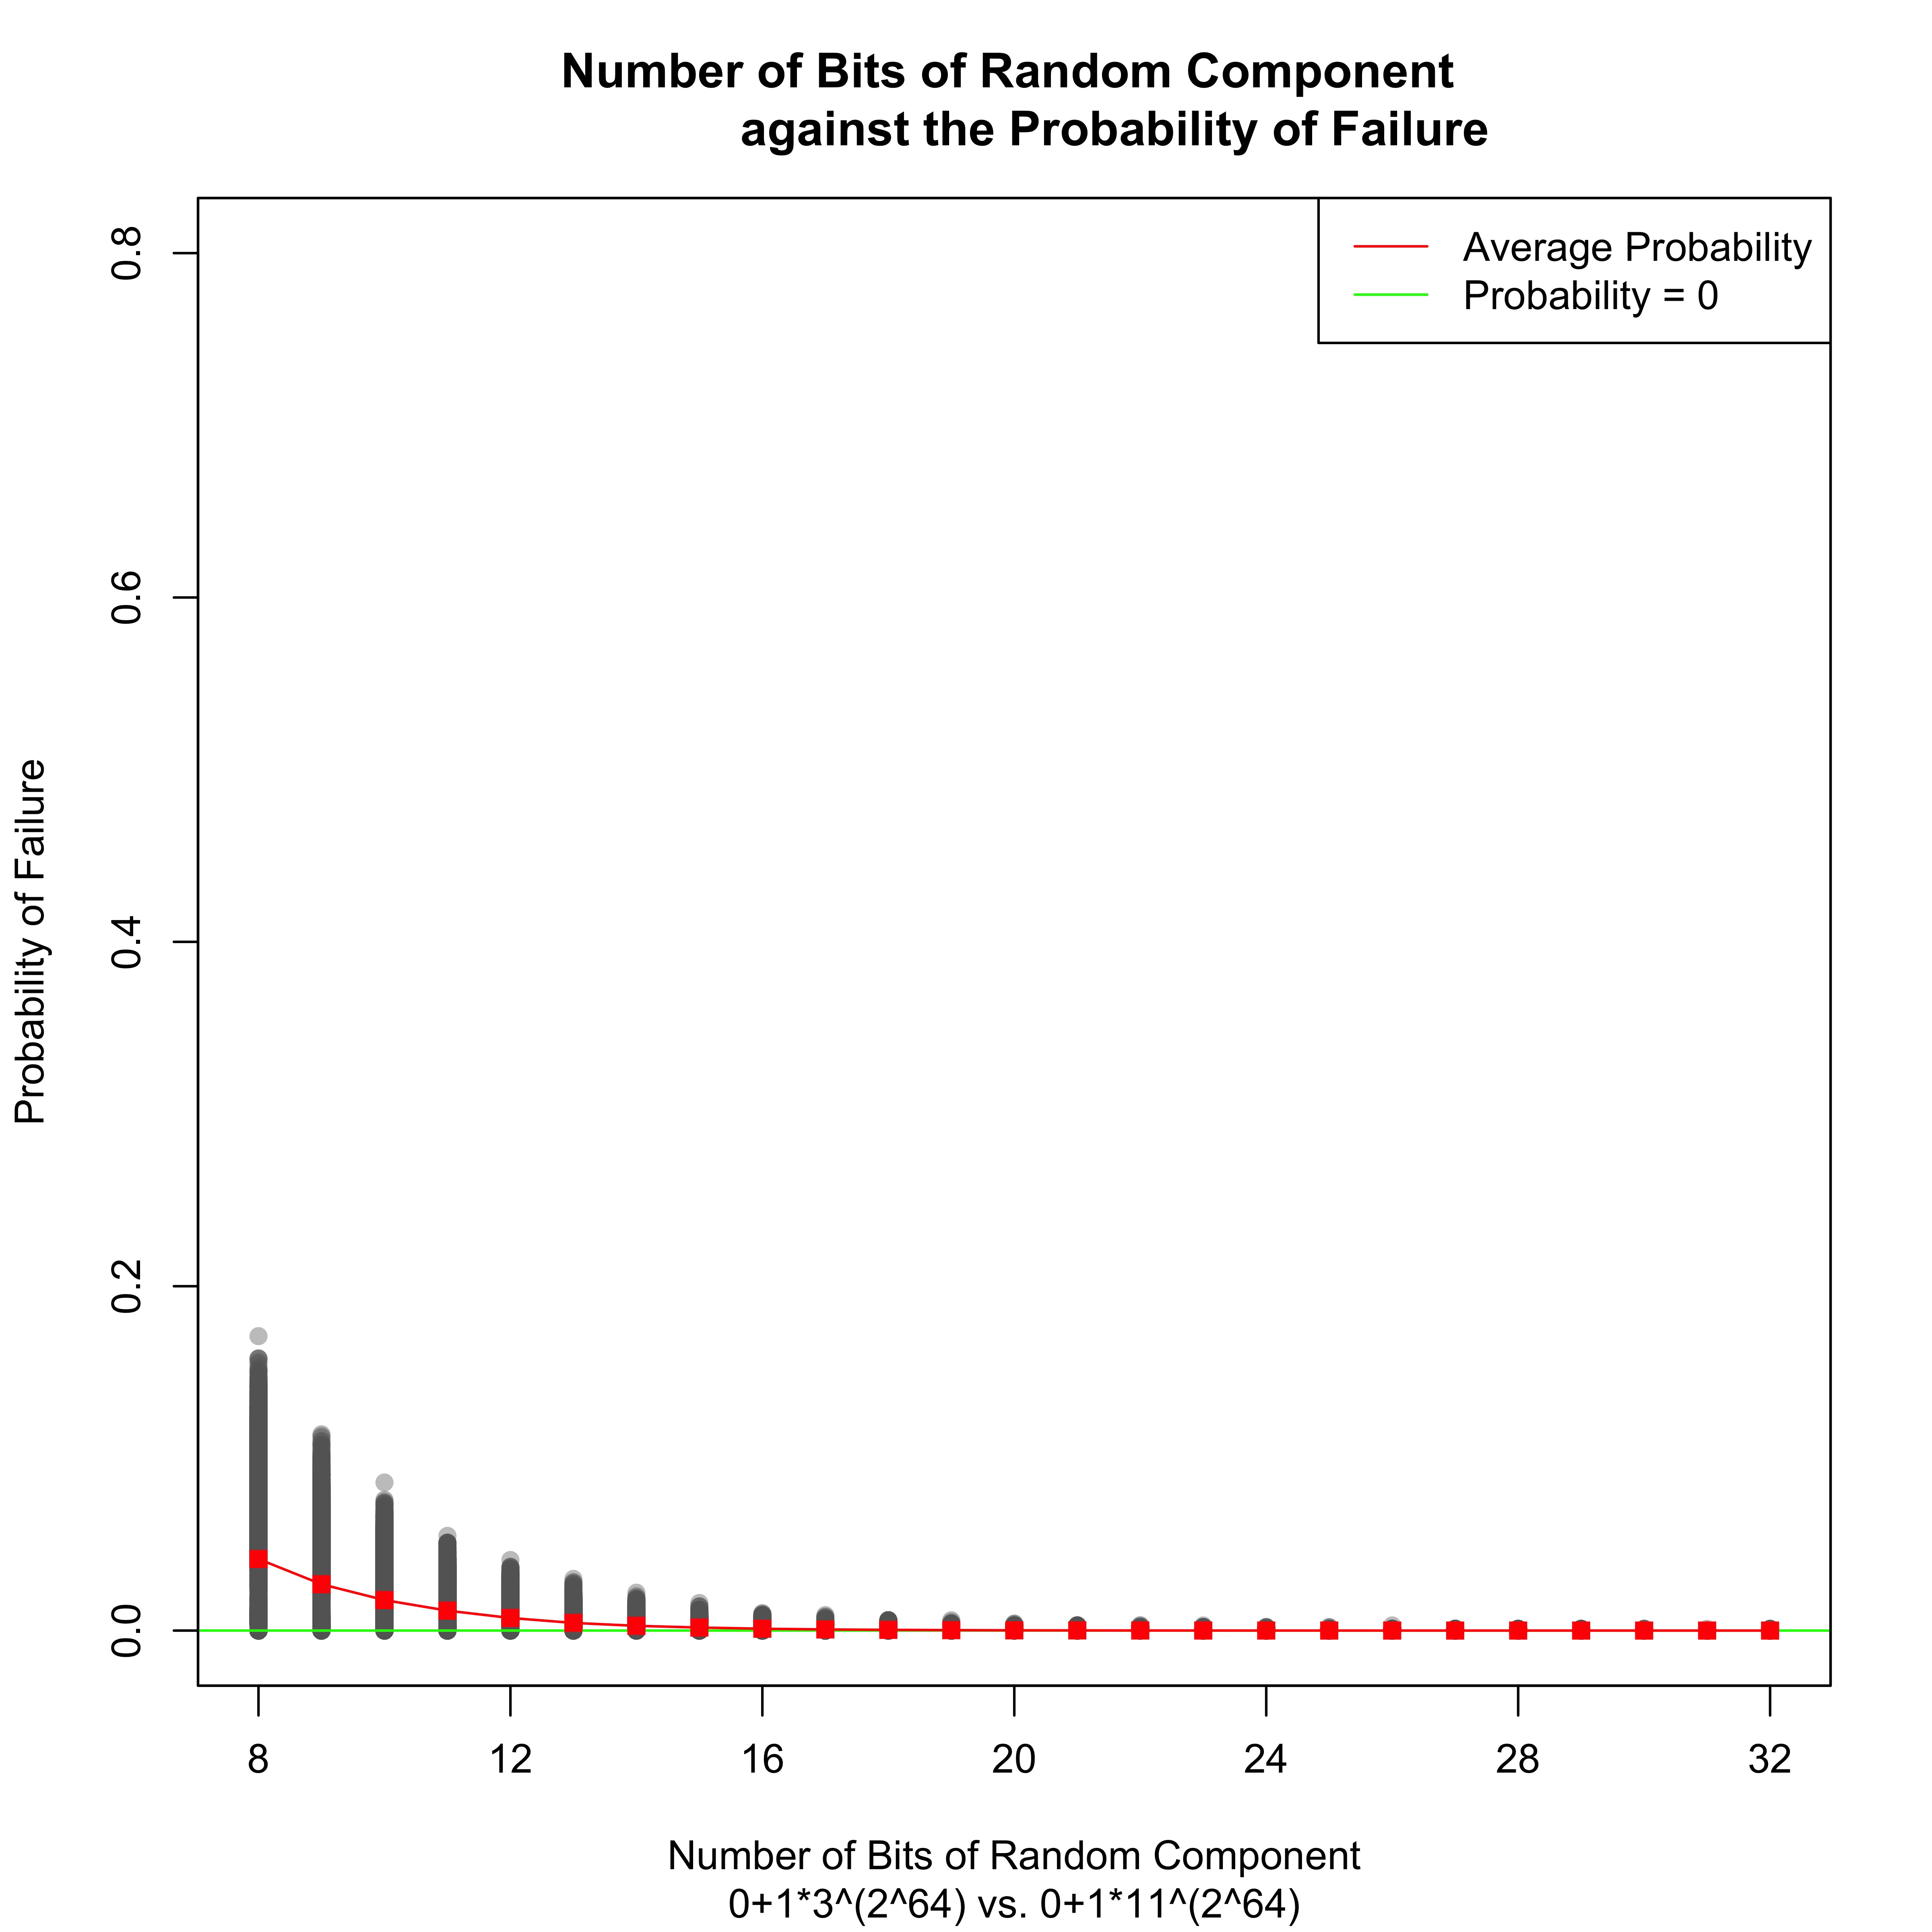 Number of Bits of Random Component
against the Probability of Failure
Average Probability
Probability = 0
Probability of Failure
0.8
0.6
0.4
0.2
0.0
8 12 16 20 24 28 32
Number of Bits of Random Component
0+1*3^(2^64) vs. 0+1*11^(2^64)